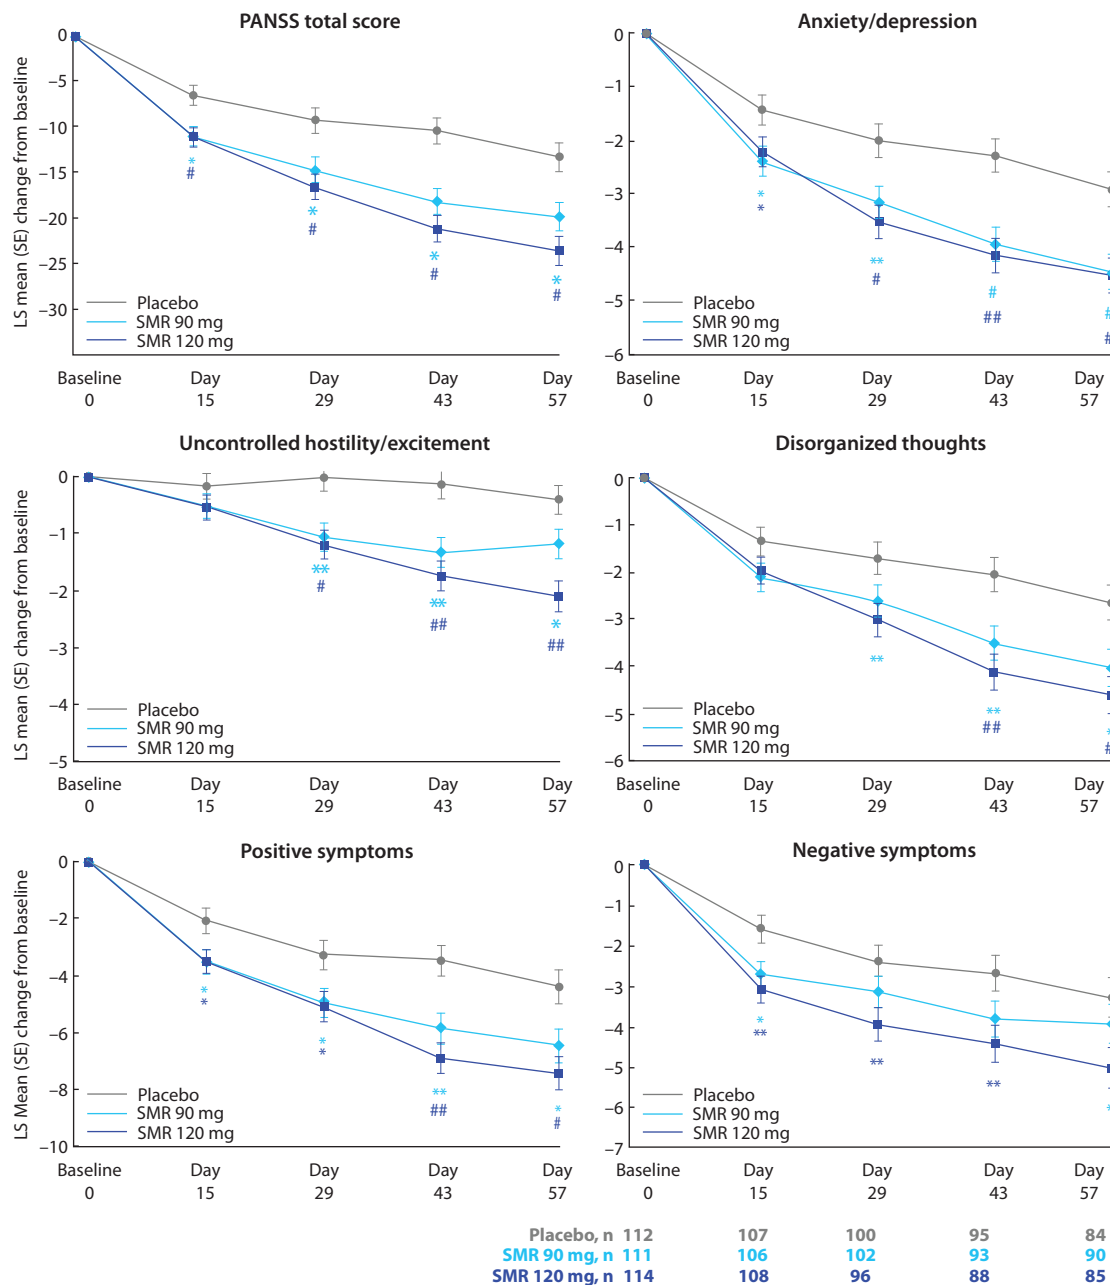 PANSS total score
LS mean (SE) change from baseline
0
−5
−10
−15
−20
−25
−30
*
#
*
#
*
#
*
#
Placebo
SMR 90 mg
SMR 120 mg
Baseline Day Day Day Day
0 15 29 43 57
Anxiety/depression
0
−1
−2
−3
−4
−5
−6
*
*
**
#
#
##
Placebo
SMR 90 mg
SMR 120 mg
Baseline Day Day Day Day
0 15 29 43 57
Uncontrolled hostility/excitement
LS mean (SE) change from baseline
0
−1
−2
−3
−4
−5
**
#
**
##
*
##
Placebo
SMR 90 mg
SMR 120 mg
Baseline Day Day Day Day
0 15 29 43 57
Disorganized thoughts
0
−1
−2
−3
−4
−5
−6
**
**
##
Placebo
SMR 90 mg
SMR 120 mg
Baseline Day Day Day Day
0 15 29 43 57
Positive symptoms
LS Mean (SE) change from baseline
0
−2
−4
−6
−8
−10
*
*
*
*
**
##
*
#
Placebo
SMR 90 mg
SMR 120 mg
Baseline Day Day Day Day
0 15 29 43 57
Negative symptoms
0
−1
−2
−3
−4
−5
−6
−7
*
**
**
**
Placebo
SMR 90 mg
SMR 120 mg
Baseline Day Day Day Day
0 15 29 43 57
Placebo, n 112 107 100 95 84
SMR 90 mg, n 111 106 102 93 90
SMR 120 mg, n 114 108 96 88 85